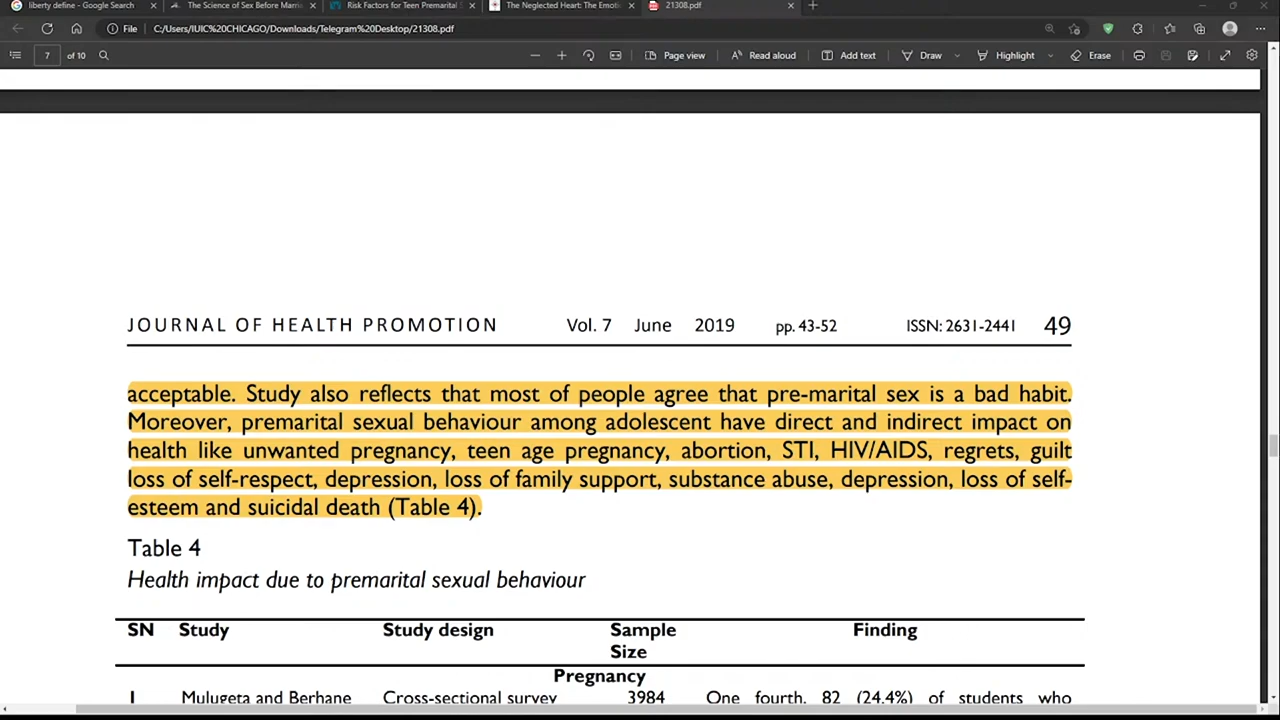 liberty define - Google Search
The Science of Sex Before Marri
Risk Factors for Teen Premarital
The Neglected Heart: The Emoti
21308.pdf
File C:/Users/IUIC%20CHICAGO/Downloads/Telegram%20Desktop/21308.pdf
7 of 10
Page view
Read aloud
Add text
Draw
Highlight
Erase
JOURNAL OF HEALTH PROMOTION Vol. 7 June 2019 pp. 43-52 ISSN: 2631-2441 49
acceptable. Study also reflects that most of people agree that pre-marital sex is a bad habit.
Moreover, premarital sexual behaviour among adolescent have direct and indirect impact on
health like unwanted pregnancy, teen age pregnancy, abortion, STI, HIV/AIDS, regrets, guilt
loss of self-respect, depression, loss of family support, substance abuse, depression, loss of self-
esteem and suicidal death (Table 4).
Table 4
Health impact due to premarital sexual behaviour
SN Study Study design Sample Finding
Size
Pregnancy
1 Mulugeta and Berhane Cross-sectional survey 3984 One fourth, 82 (24.4%) of students who